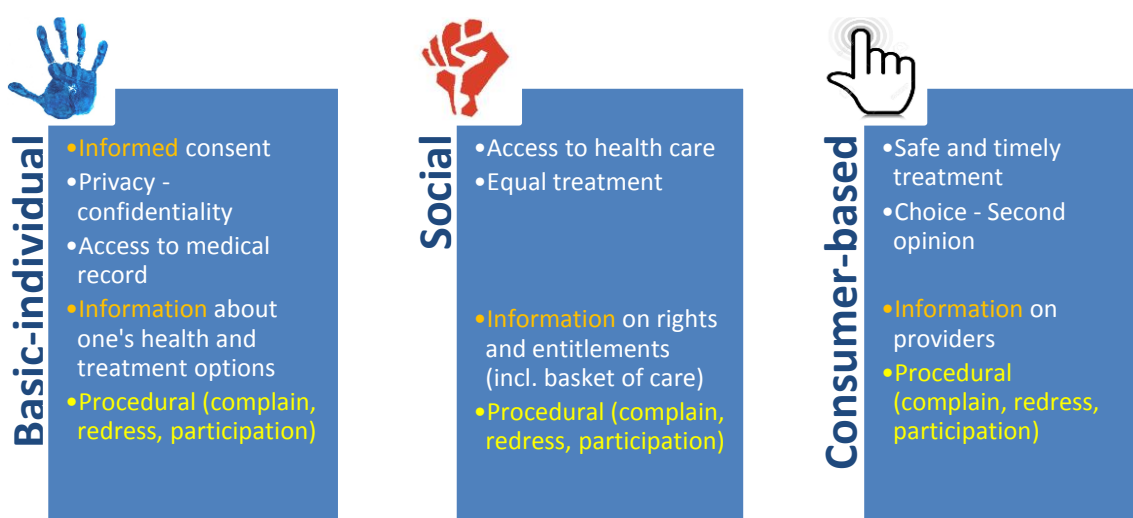 Basic-individual
•Informed consent
•Privacy -
confidentiality
•Access to medical
record
•Information about
one's health and
treatment options
•Procedural (complain,
redress, participation)
Social
•Access to health care
•Equal treatment
•Information on rights
and entitlements
(incl. basket of care)
•Procedural (complain,
redress, participation)
Consumer-based
•Safe and timely
treatment
•Choice - Second
opinion
•Information on
providers
•Procedural
(complain, redress,
participation)